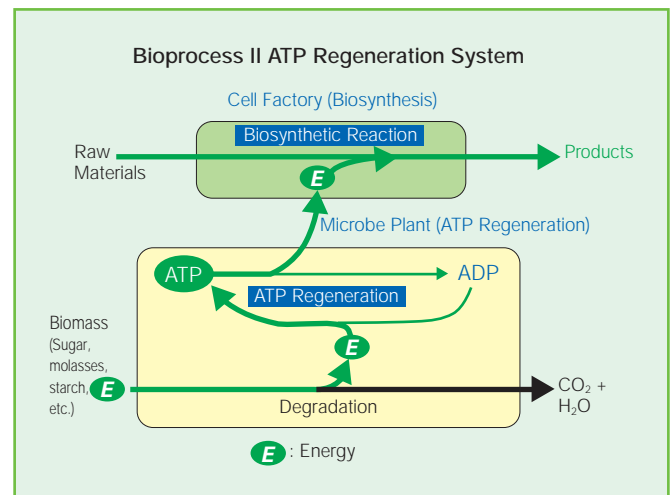 Bioprocess II ATP Regeneration System
Cell Factory (Biosynthesis)
Biosynthetic Reaction
Raw
Materials
Products
E
Microbe Plant (ATP Regeneration)
ATP
ADP
ATP Regeneration
Biomass
(Sugar,
molasses,
starch,
etc.)
E
E
Degradation
CO₂ +
H₂O
E : Energy